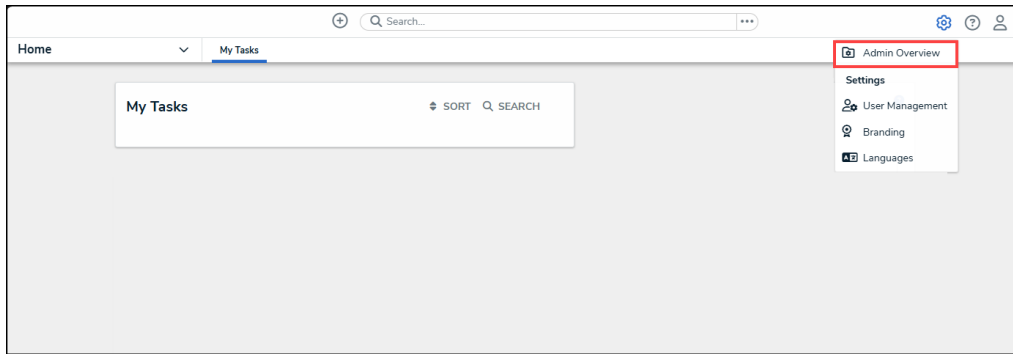 Search...
Home
My Tasks
Admin Overview
Settings
My Tasks
SORT
SEARCH
User Management
Branding
Languages